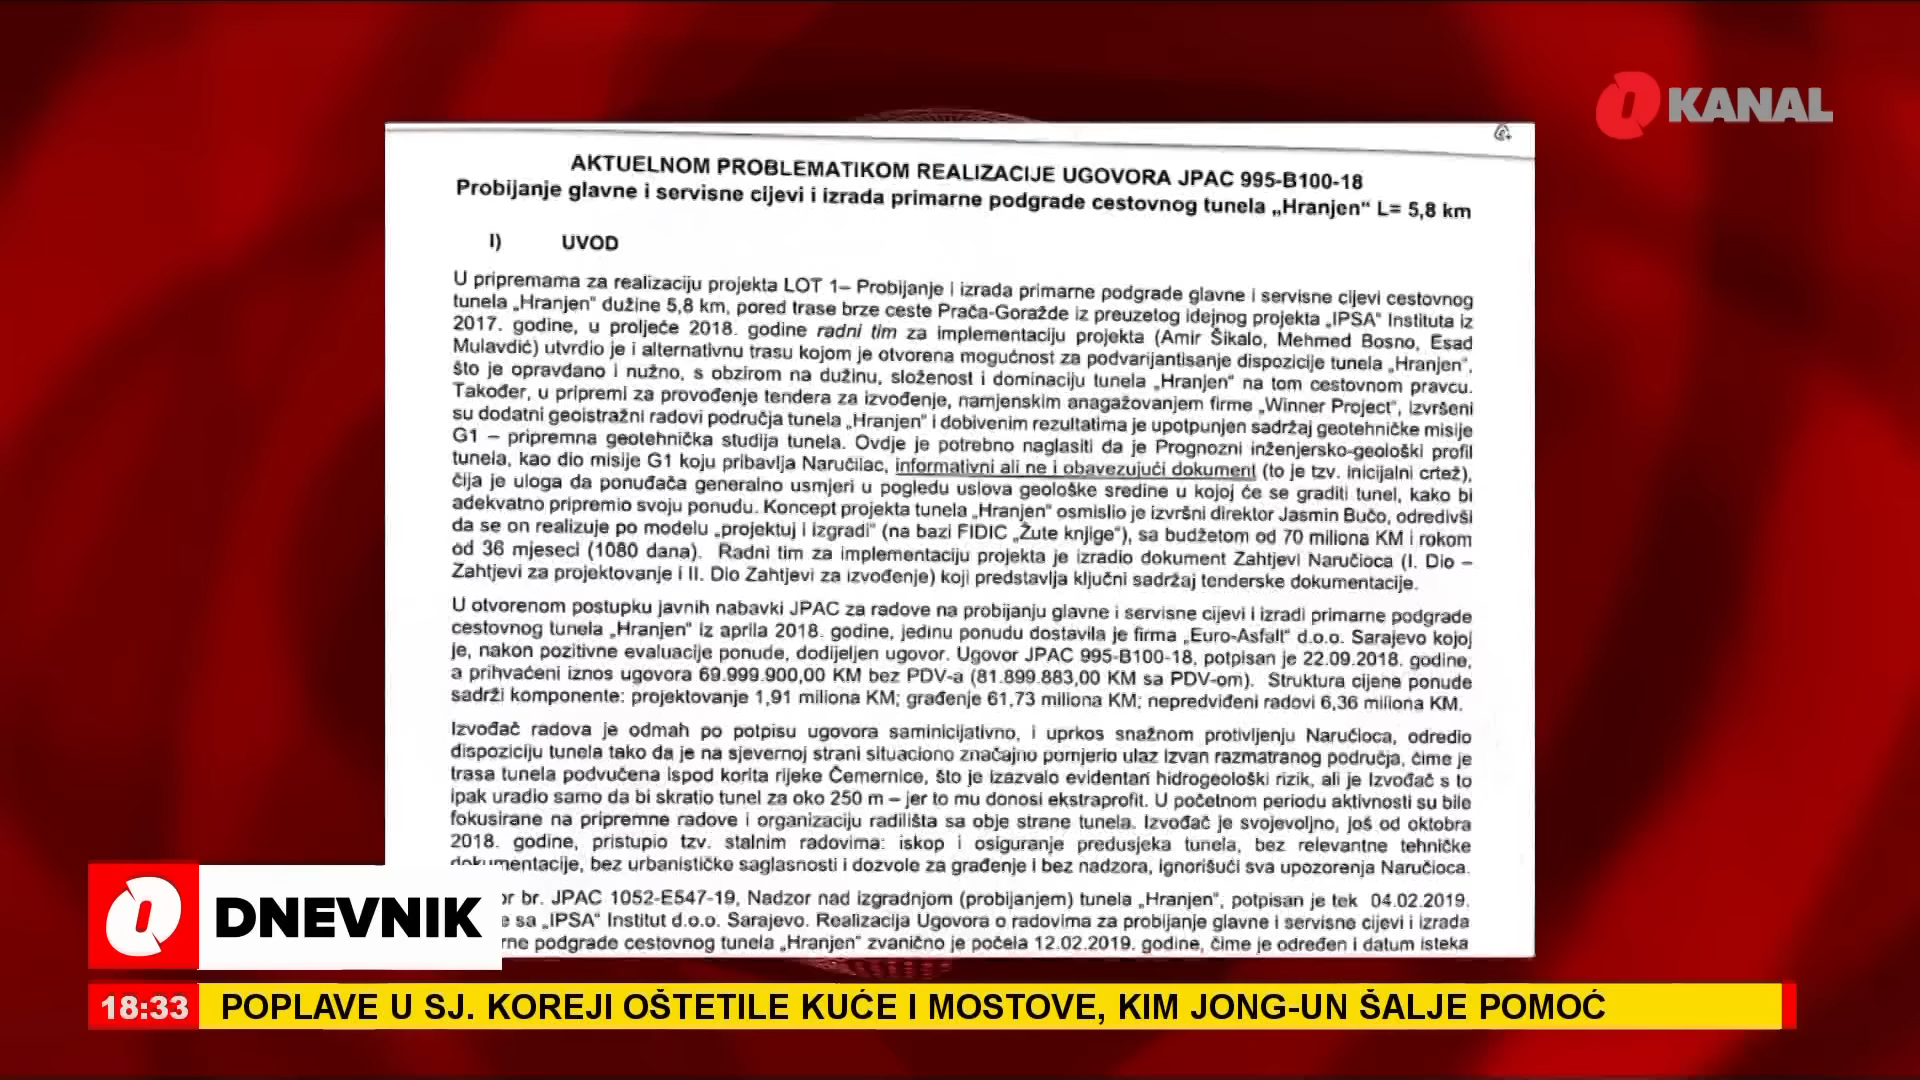 KANAL
AKTUELNOM PROBLEMATIKOM REALIZACIJE UGOVORA JPAC 995-B100-18
Probijanje glavne i servisne cijevi i izrada primarne podgrade cestovnog tunela „Hranjen“ L= 5,8 km
I) UVOD
U pripremama za realizaciju projekta LOT 1– Probijanje i izrada primarne podgrade glavne i servisne cijevi cestovnog
tunela „Hranjen“ dužine 5,8 km, pored trase brze ceste Prača-Goražde iz preuzetog idejnog projekta „IPSA“ Instituta iz
2017. godine, u proljeće 2018. godine radni tim za implementaciju projekta (Amir Šikalo, Mehmed Bosno, Esad
Mulavdić) utvrdio je i alternativnu trasu kojom je otvorena mogućnost za podvarijantisanje dispozicije tunela „Hranjen“,
što je opravdano i nužno, s obzirom na dužinu, složenost i dominaciju tunela „Hranjen“ na tom cestovnom pravcu.
Također, u pripremi za provođenje tendera za izvođenje, namjenskim anagažovanjem firme „Winner Project“, izvršeni
su dodatni geoistražni radovi područja tunela „Hranjen“ i dobivenim rezultatima je upotpunjen sadržaj geotehničke misije
G1 – pripremna geotehnička studija tunela. Ovdje je potrebno naglasiti da je Prognozni inženjersko-geološki profil
tunela, kao dio misije G1 koju pribavlja Naručilac, informativni ali ne i obavezujući dokument (to je tzv. inicijalni crtež),
čija je uloga da ponuđača generalno usmjeri u pogledu uslova geološke sredine u kojoj će se graditi tunel, kako bi
adekvatno pripremio svoju ponudu. Koncept projekta tunela „Hranjen“ osmislio je izvršni direktor Jasmin Bučo, odredivši
da se on realizuje po modelu „projektuj i izgradi“ (na bazi FIDIC „Žute knjige“), sa budžetom od 70 miliona KM i rokom
od 36 mjeseci (1080 dana). Radni tim za implementaciju projekta je izradio dokument Zahtjevi Naručioca (I. Dio –
Zahtjevi za projektovanje i II. Dio Zahtjevi za izvođenje) koji predstavlja ključni sadržaj tenderske dokumentacije.
U otvorenom postupku javnih nabavki JPAC za radove na probijanju glavne i servisne cijevi i izradi primarne podgrade
cestovnog tunela „Hranjen“ iz aprila 2018. godine, jedinu ponudu dostavila je firma „Euro-Asfalt“ d.o.o. Sarajevo kojoj
je, nakon pozitivne evaluacije ponude, dodijeljen ugovor. Ugovor JPAC 995-B100-18, potpisan je 22.09.2018. godine,
a prihvaćeni iznos ugovora 69.999.900,00 KM bez PDV-a (81.899.883,00 KM sa PDV-om). Struktura cijene ponude
sadrži komponente: projektovanje 1,91 miliona KM; građenje 61,73 miliona KM; nepredviđeni radovi 6,36 miliona KM.
Izvođač radova je odmah po potpisu ugovora saminicijativno, i uprkos snažnom protivljenju Naručioca, odredio
dispoziciju tunela tako da je na sjevernoj strani situaciono značajno pomjerio ulaz izvan razmatranog područja, čime je
trasa tunela podvučena ispod korita rijeke Čemernice, što je izazvalo evidentan hidrogeološki rizik, ali je Izvođač s to
ipak uradio samo da bi skratio tunel za oko 250 m – jer to mu donosi ekstraprofit. U početnom periodu aktivnosti su bile
fokusirane na pripremne radove i organizaciju radilišta sa obje strane tunela. Izvođač je svojevoljno, još od oktobra
2018. godine, pristupio tzv. stalnim radovima: iskop i osiguranje predusjeka tunela, bez relevantne tehničke
dokumentacije, bez urbanističke saglasnosti i dozvole za građenje i bez nadzora, ignorišući sva upozorenja Naručioca.
or br. JPAC 1052-E547-19, Nadzor nad izgradnjom (probijanjem) tunela „Hranjen“, potpisan je tek 04.02.2019.
e sa „IPSA“ Institut d.o.o. Sarajevo. Realizacija Ugovora o radovima za probijanje glavne i servisne cijevi i izrada
rne podgrade cestovnog tunela „Hranjen“ zvanično je počela 12.02.2019. godine, čime je određen i datum isteka
DNEVNIK
18:33 POPLAVE U SJ. KOREJI OŠTETILE KUĆE I MOSTOVE, KIM JONG-UN ŠALJE POMOĆ